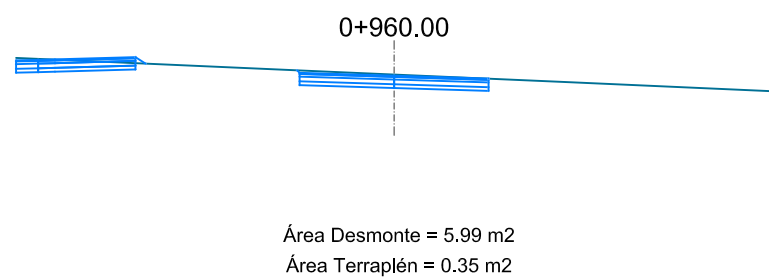 0+960.00
Área Desmonte = 5.99 m2
Área Terraplén = 0.35 m2